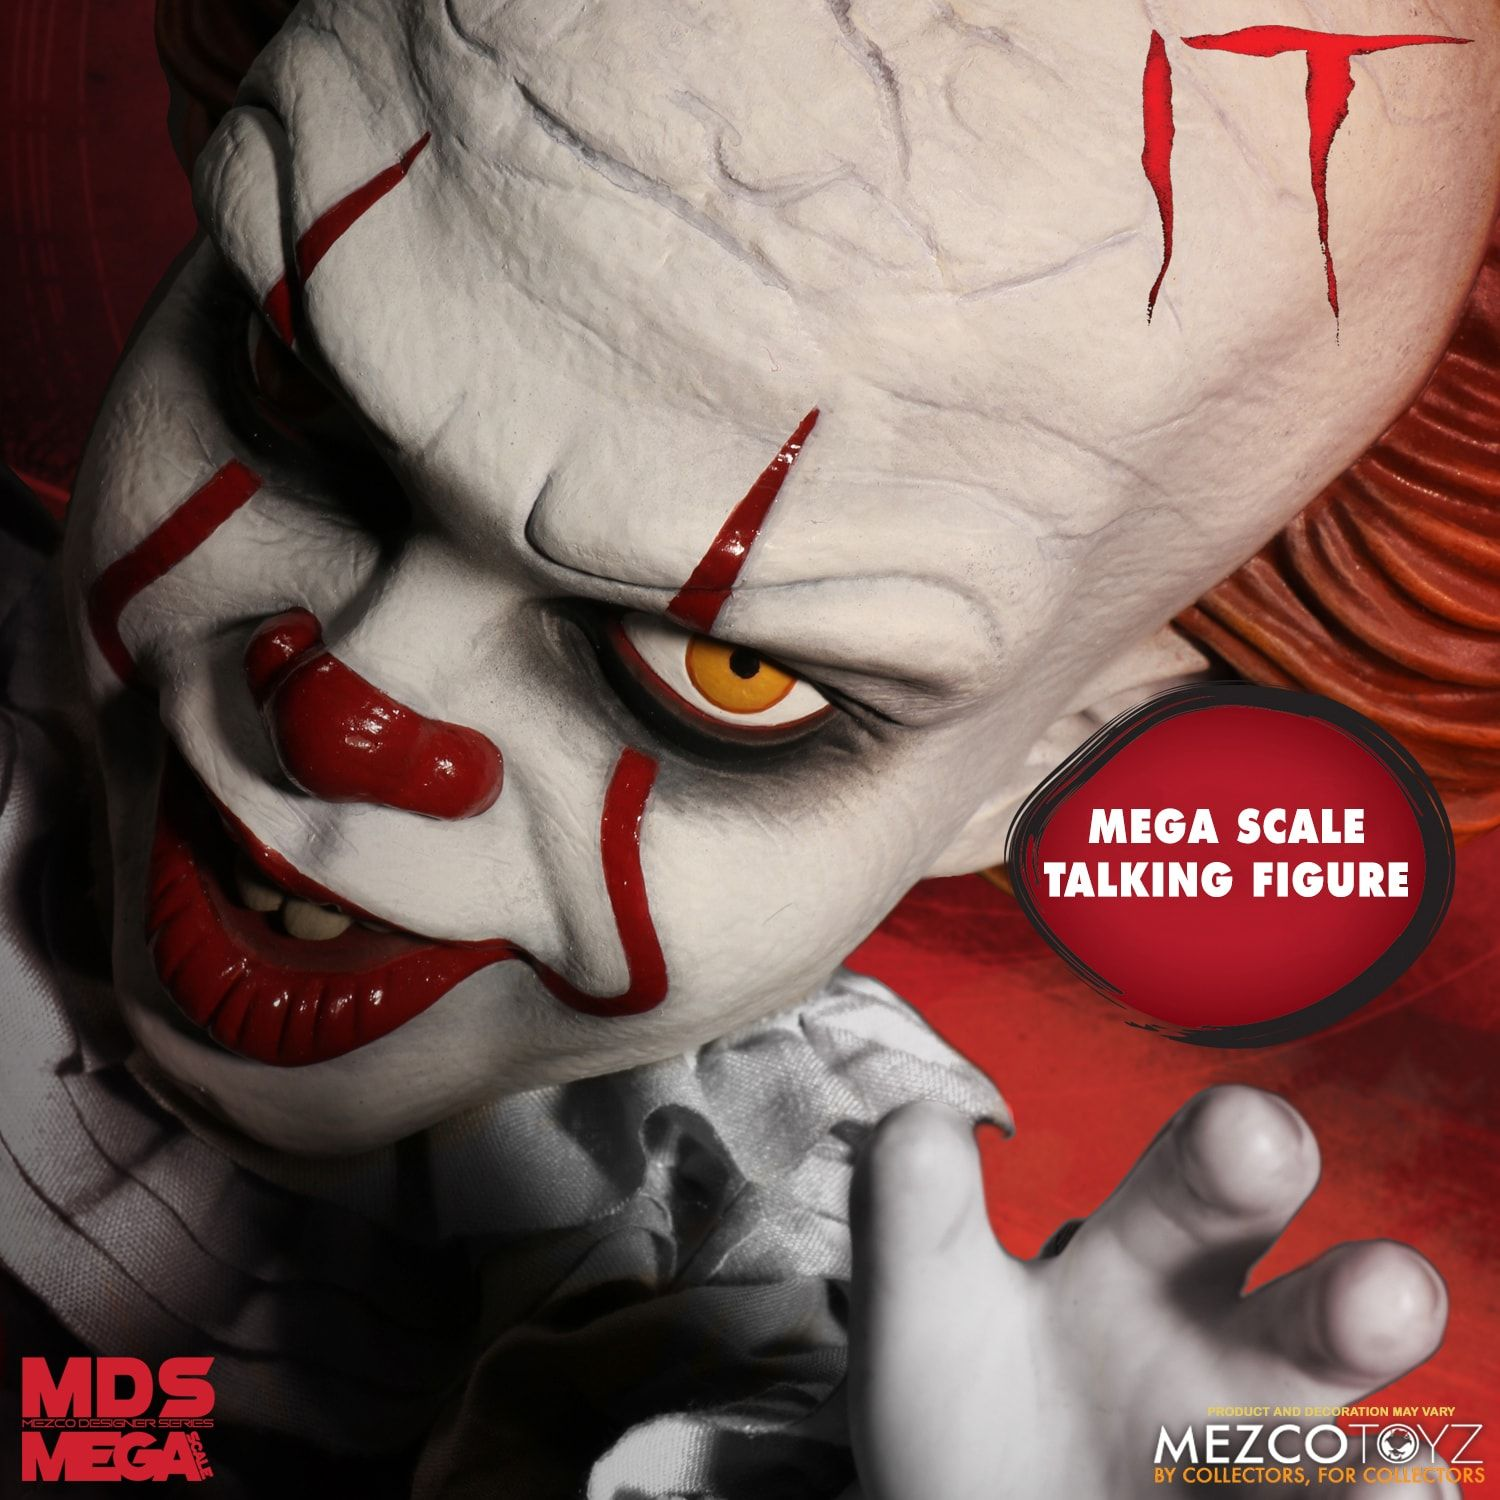 IT
MEGA SCALE
TALKING FIGURE
MDS
MEZCO DESIGNER SERIES
MEGA SCALE
PRODUCT AND DECORATION MAY VARY
MEZCOTOYZ
BY COLLECTORS, FOR COLLECTORS